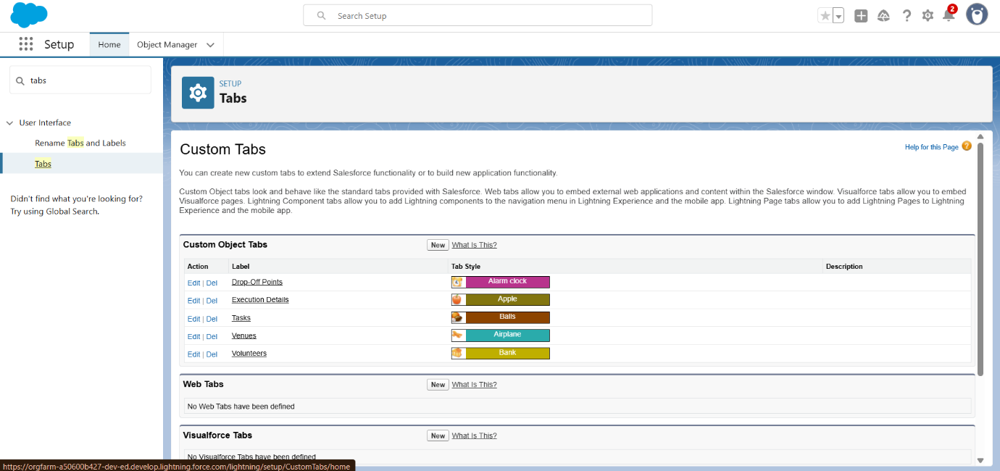 Search Setup
2
Setup
Home
Object Manager
tabs
User Interface
Rename Tabs and Labels
Tabs
Didn't find what you're looking for?
Try using Global Search.
SETUP
Tabs
Custom Tabs
Help for this Page ?
You can create new custom tabs to extend Salesforce functionality or to build new application functionality.
Custom Object tabs look and behave like the standard tabs provided with Salesforce. Web tabs allow you to embed external web applications and content within the Salesforce window. Visualforce tabs allow you to embed
Visualforce pages. Lightning Component tabs allow you to add Lightning components to the navigation menu in Lightning Experience and the mobile app. Lightning Page tabs allow you to add Lightning Pages to Lightning
Experience and the mobile app.
Custom Object Tabs New What Is This?
Action Label Tab Style Description
Edit | Del Drop-Off Points Alarm clock
Edit | Del Execution Details Apple
Edit | Del Tasks Balls
Edit | Del Venues Airplane
Edit | Del Volunteers Bank
Web Tabs New What Is This?
No Web Tabs have been defined
Visualforce Tabs New What Is This?
No Visualforce Tabs have been defined
https://orgfarm-a50600b427-dev-ed.develop.lightning.force.com/lightning/setup/CustomTabs/home